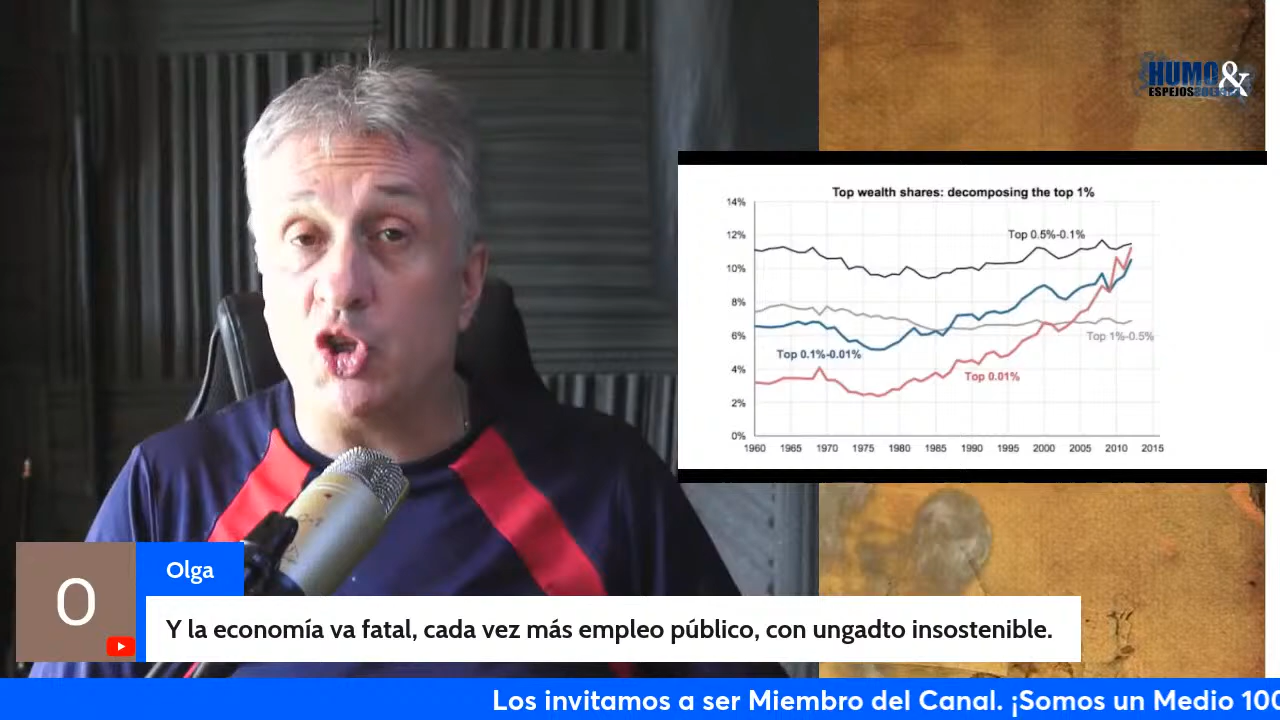 HUMO&
ESPEJOS
Top wealth shares: decomposing the top 1%
14%
12%
10%
8%
6%
4%
2%
0%
Top 0.5%-0.1%
Top 1%-0.5%
Top 0.1%-0.01%
Top 0.01%
1960 1965 1970 1975 1980 1985 1990 1995 2000 2005 2010 2015
O
Olga
Y la economía va fatal, cada vez más empleo público, con ungadto insostenible.
Los invitamos a ser Miembro del Canal. ¡Somos un Medio 100